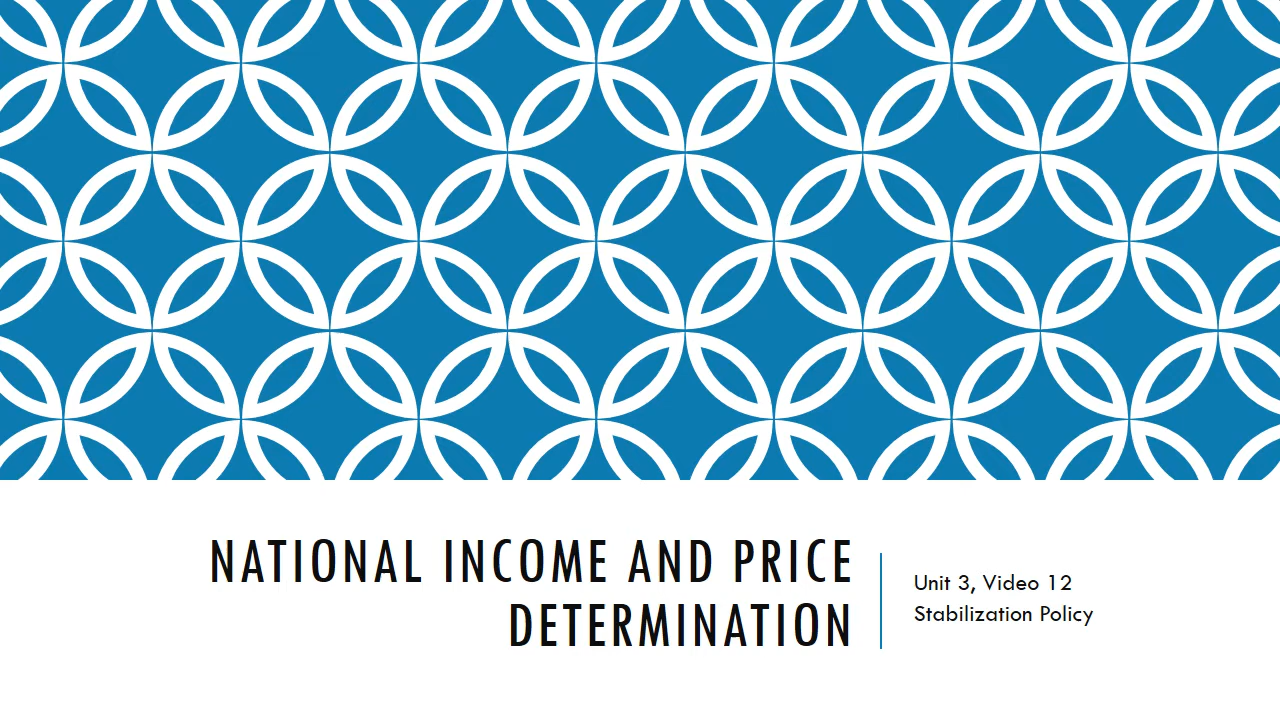 NATIONAL INCOME AND PRICE
DETERMINATION
Unit 3, Video 12
Stabilization Policy